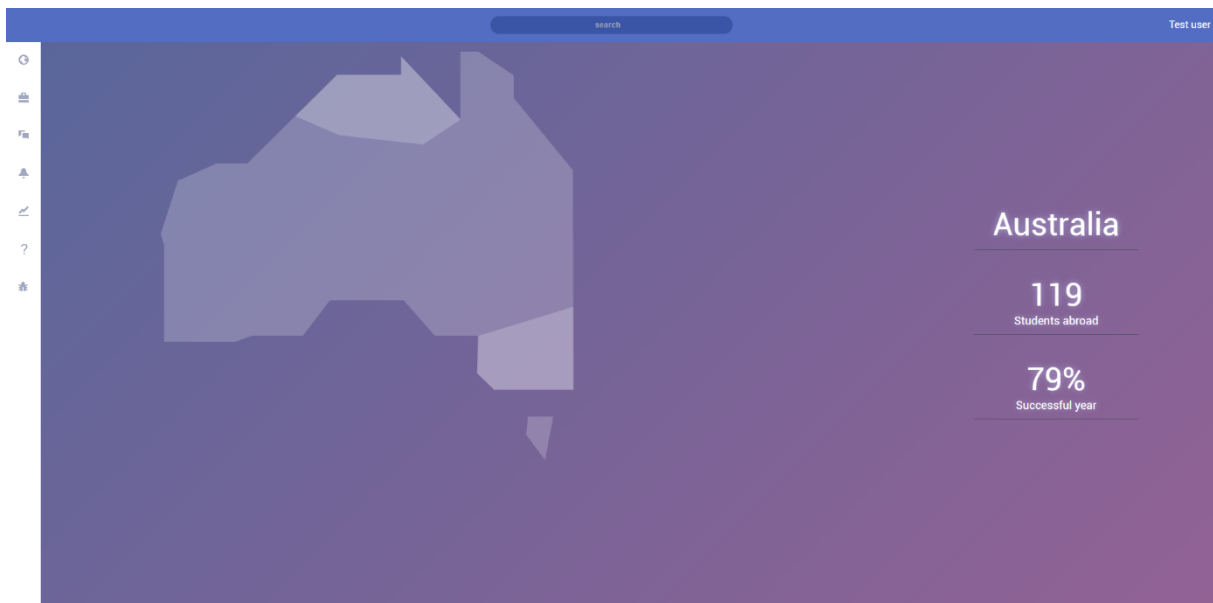 search
Test user
?
Australia
119
Students abroad
79%
Successful year